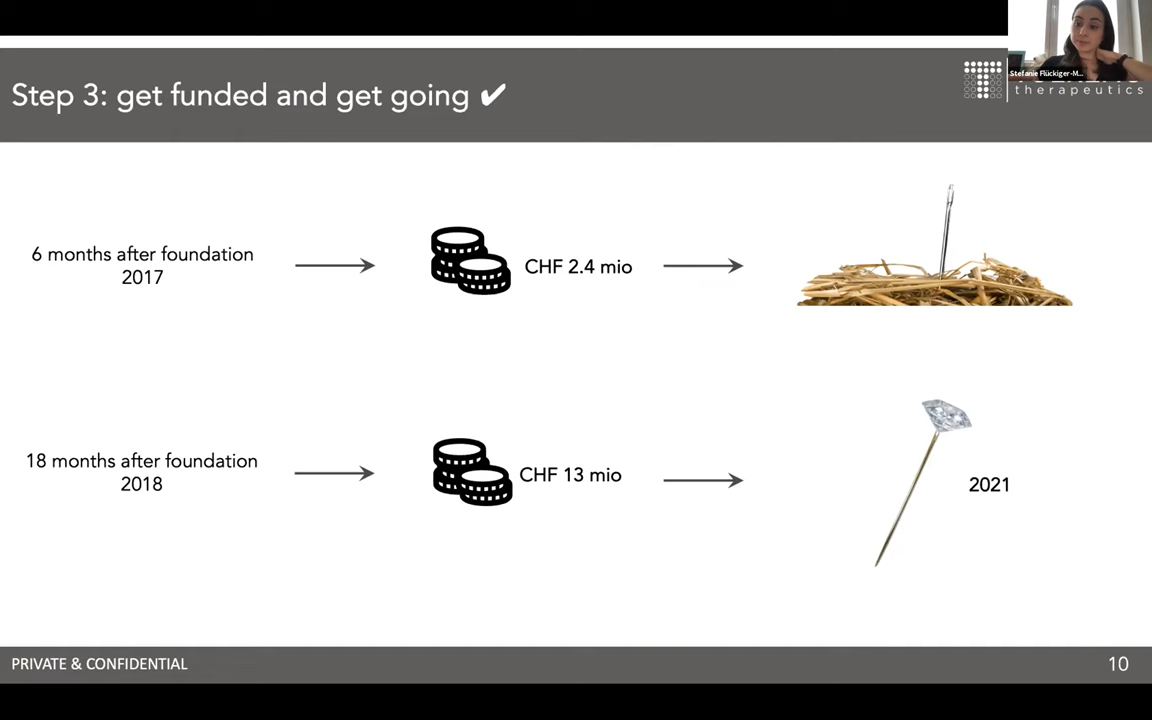 Stefanie Flückiger-M...
Step 3: get funded and get going ✔
therapeutics
6 months after foundation
2017
CHF 2.4 mio
18 months after foundation
2018
CHF 13 mio
2021
PRIVATE & CONFIDENTIAL
10